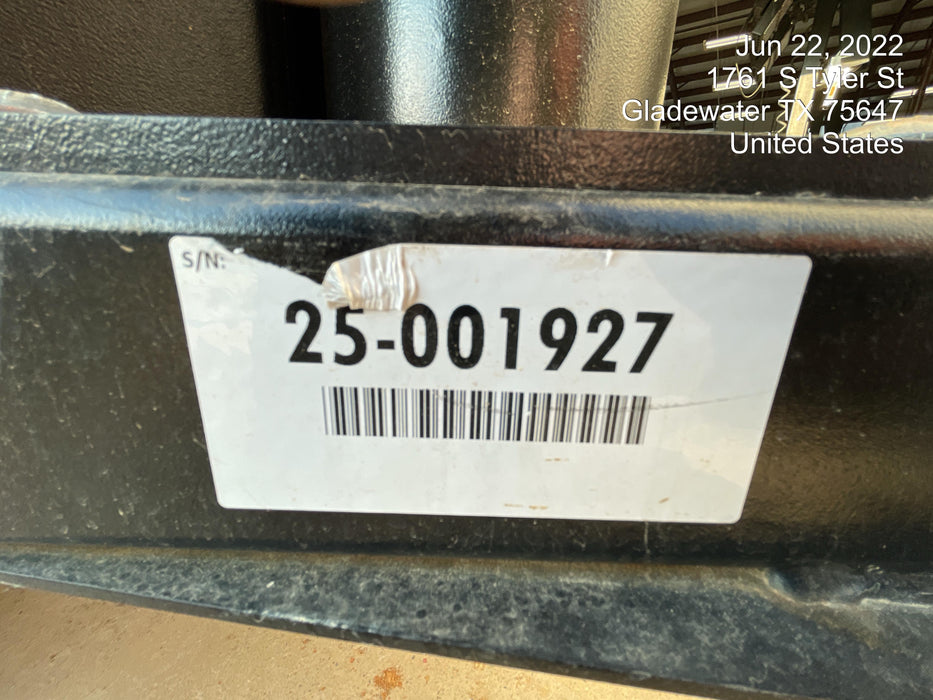 Jun 22, 2022
1761 S Tyler St
Gladewater TX 75647
United States
S/N:
25-001927